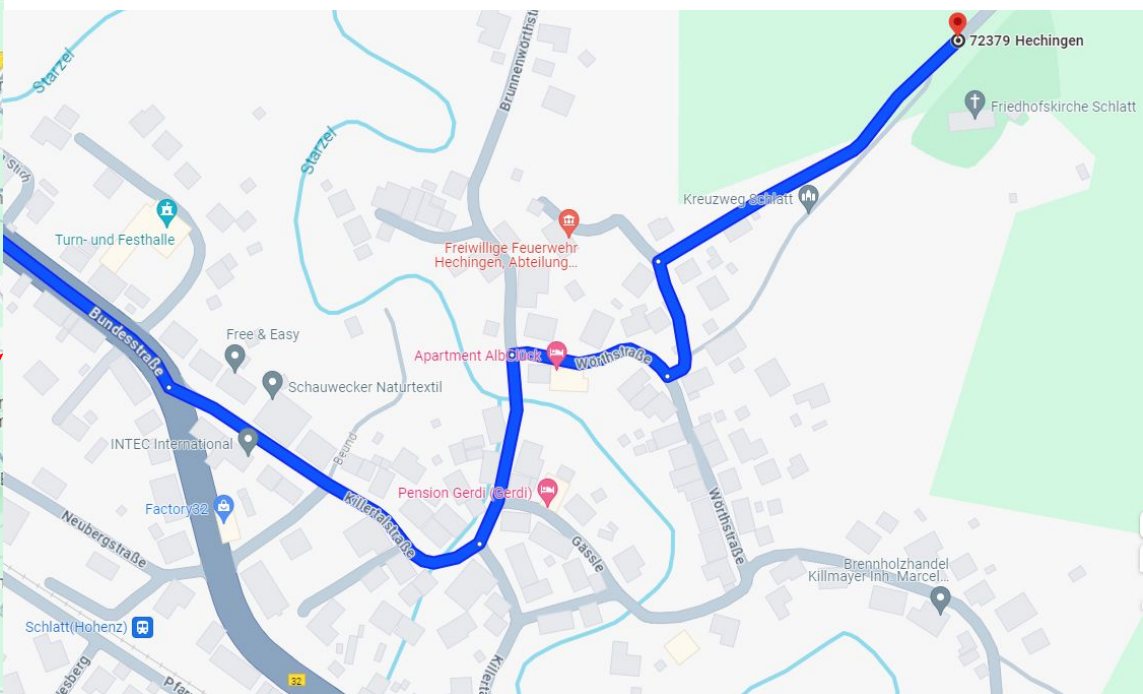 72379 Hechingen
Starzel
Brunnenwörthstraße
Friedhofskirche Schlatt
Starzel
Stich
Kreuzweg Schlatt
Turn- und Festhalle
Freiwillige Feuerwehr
Hechingen, Abteilung...
Bundesstraße
Free & Easy
Apartment Albglück
Wörthstraße
Schauwecker Naturtextil
INTEC International
Beund
Killertalstraße
Pension Gerdi (Gerdi)
Factory32
Wörthstraße
Neubergstraße
Gässle
Brennholzhandel
Killmayer Inh. Marcel...
Schlatt(Hohenz)
32